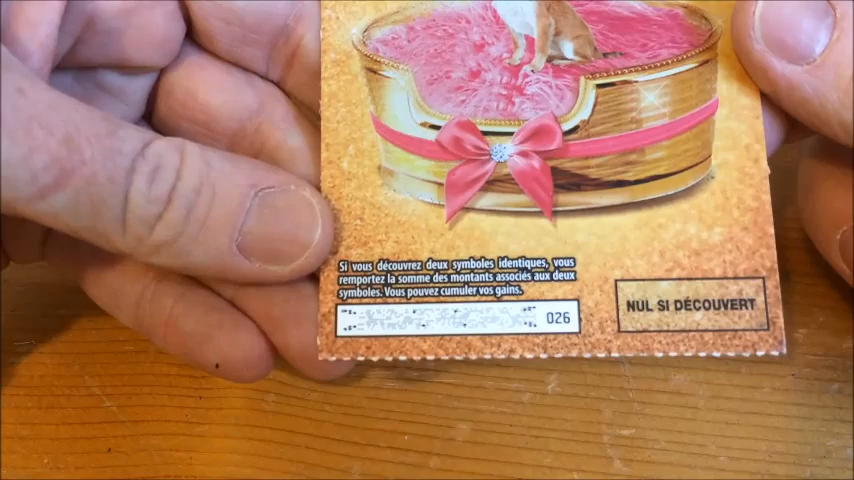 Si vous découvrez deux symboles identiques, vous
remportez la somme des montants associés aux deux
symboles. Vous pouvez cumuler vos gains.
026
NUL SI DÉCOUVERT